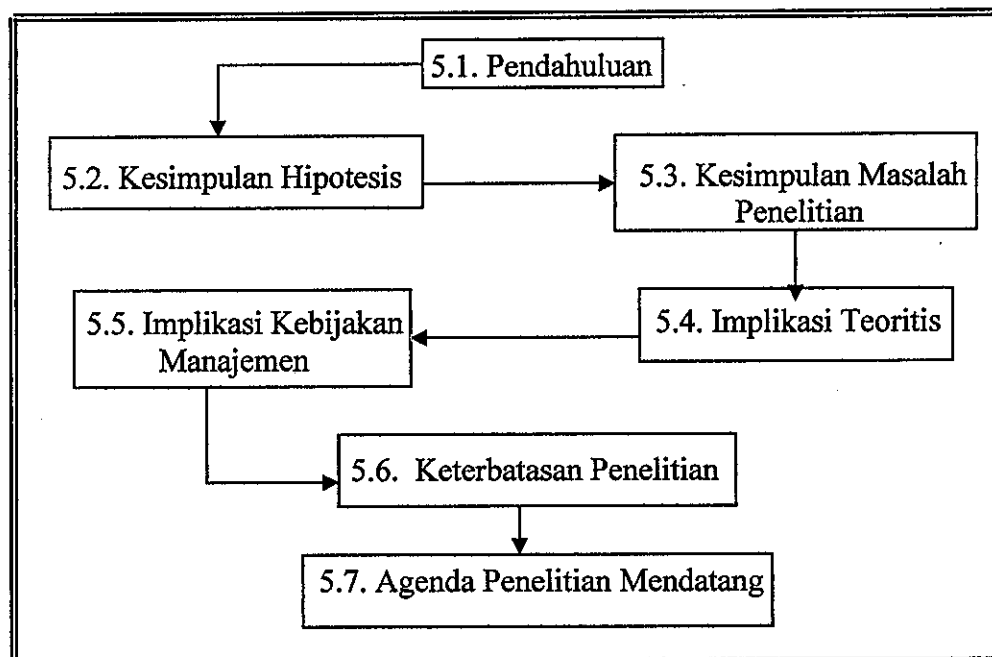 5.1. Pendahuluan
5.2. Kesimpulan Hipotesis
5.3. Kesimpulan Masalah
Penelitian
5.4. Implikasi Teoritis
5.5. Implikasi Kebijakan
Manajemen
5.6. Keterbatasan Penelitian
5.7. Agenda Penelitian Mendatang